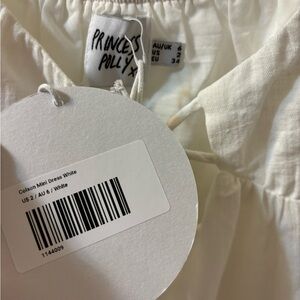 PRINCESS
POLLY
AU/UK 6
US 2
EU 34
Colson Mini Dress White
US 2 / AU 6 / White
1144009